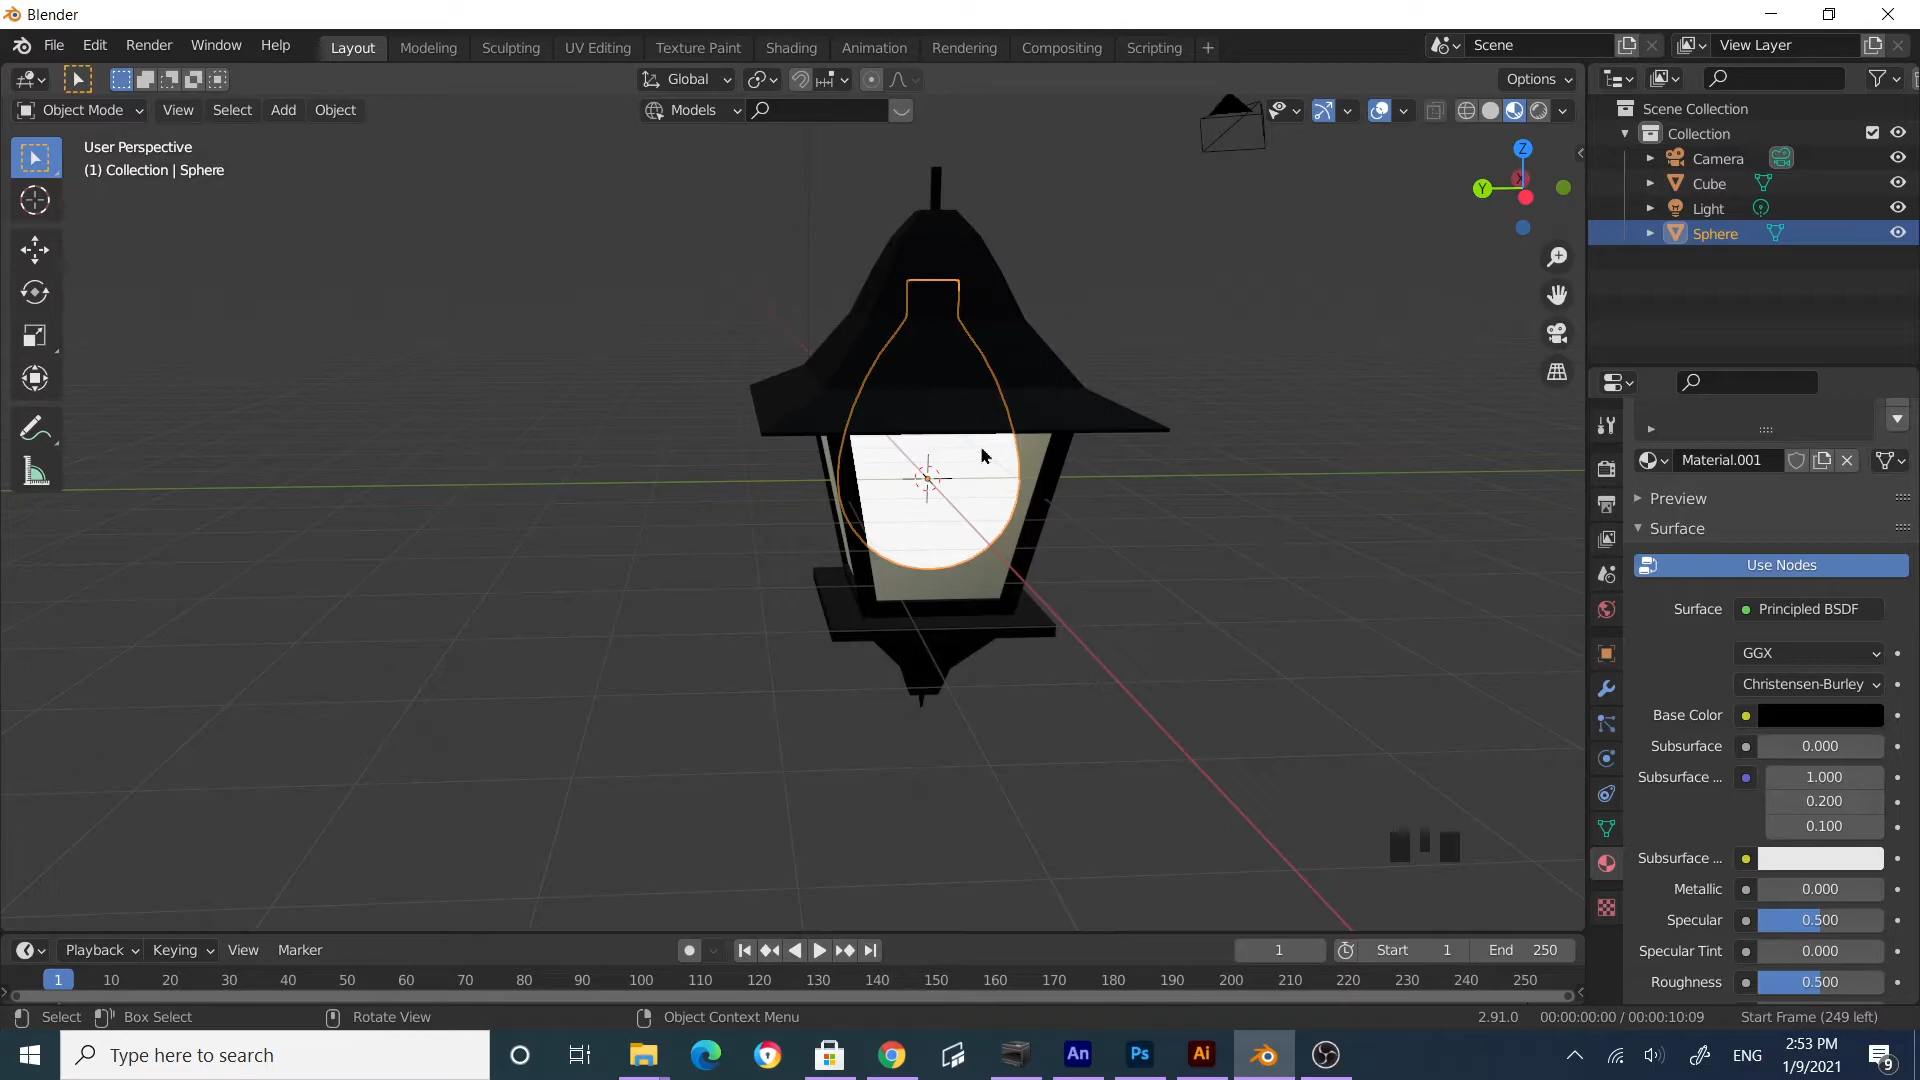 Blender
File Edit Render Window Help
Layout Modeling Sculpting UV Editing Texture Paint Shading Animation Rendering Compositing Scripting +
Scene
View Layer
Global
Options
Object Mode View Select Add Object
Models
User Perspective
(1) Collection | Sphere
Z
Y
X
Scene Collection
Collection
Camera
Cube
Light
Sphere
Material.001
Preview
Surface
Use Nodes
Surface Principled BSDF
GGX
Christensen-Burley
Base Color
Subsurface 0.000
Subsurface ... 1.000
0.200
0.100
Subsurface ...
Metallic 0.000
Specular 0.500
Specular Tint 0.000
Roughness 0.500
Playback Keying View Marker
1
Start 1
End 250
1 10 20 30 40 50 60 70 80 90 100 110 120 130 140 150 160 170 180 190 200 210 220 230 240 250
Select Box Select Rotate View Object Context Menu
2.91.0 00:00:00:00 / 00:00:10:09 Start Frame (249 left)
Type here to search
An
Ps
Ai
ENG
2:53 PM
1/9/2021
9